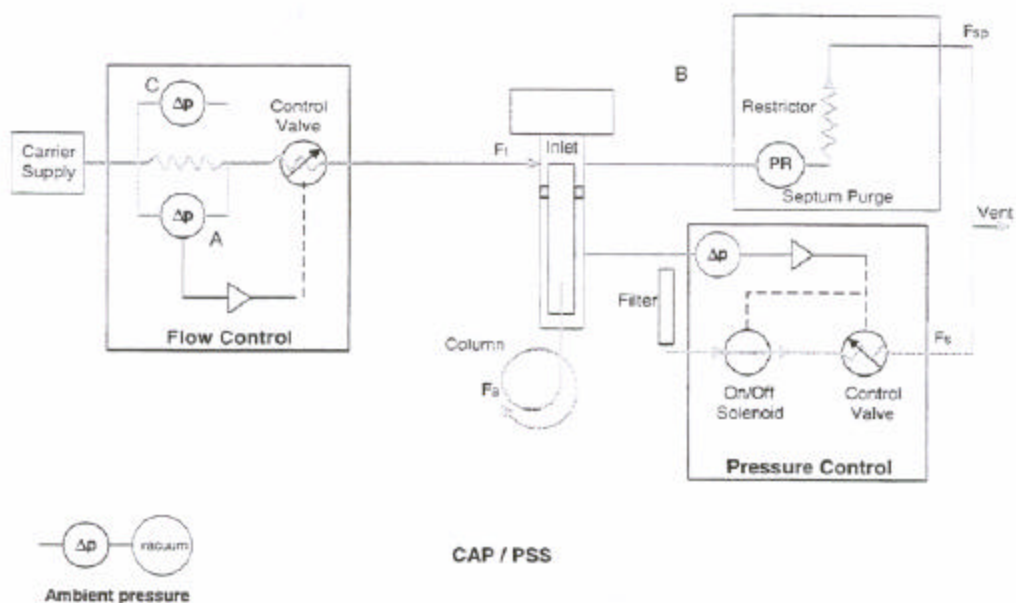 C
Δp
Control
Valve
Carrier
Supply
Δp
A
Flow Control
Ft
Inlet
B
Fsp
Restrictor
PR
Septum Purge
Vent
Δp
Filter
Column
Fa
Fs
On/Off
Solenoid
Control
Valve
Pressure Control
Δp
vacuum
Ambient pressure
CAP / PSS